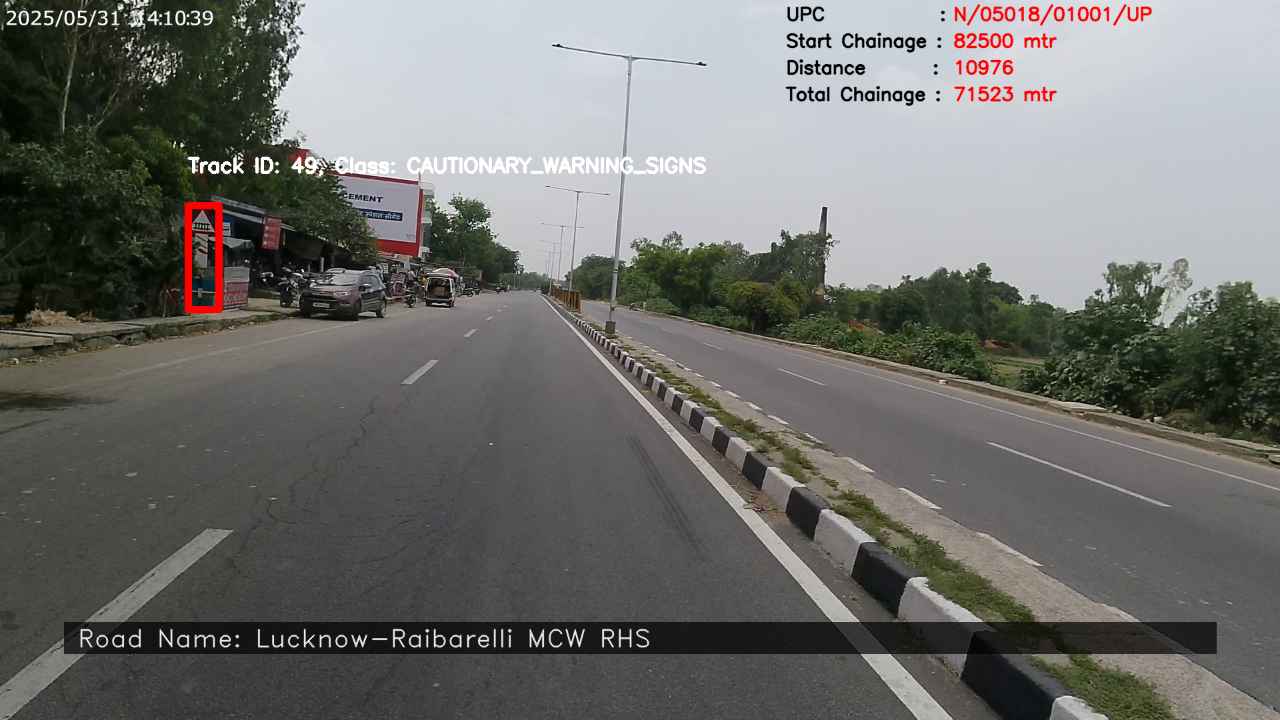 2025/05/31 14:10:39
UPC : N/05018/01001/UP
Start Chainage : 82500 mtr
Distance : 10976
Total Chainage : 71523 mtr
Track ID: 49, Class: CAUTIONARY_WARNING_SIGNS
CEMENT
Road Name: Lucknow-Raibarelli MCW RHS